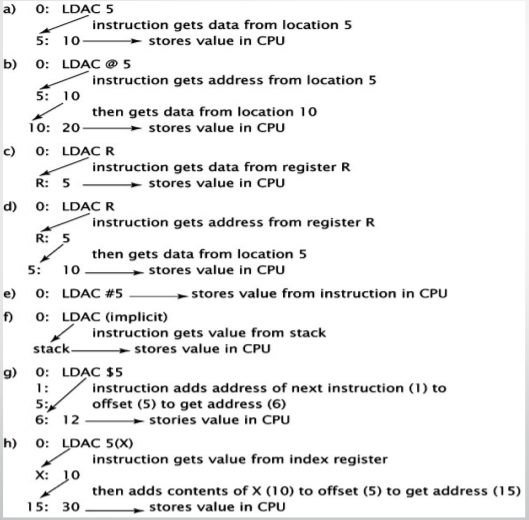 a) 0: LDAC 5
instruction gets data from location 5
5: 10 stores value in CPU
b) 0: LDAC @ 5
instruction gets address from location 5
5: 10
then gets data from location 10
10: 20 stores value in CPU
c) 0: LDAC R
instruction gets data from register R
R: 5 stores value in CPU
d) 0: LDAC R
instruction gets address from register R
R: 5
then gets data from location 5
5: 10 stores value in CPU
e) 0: LDAC #5 stores value from instruction in CPU
f) 0: LDAC (implicit)
instruction gets value from stack
stack stores value in CPU
g) 0: LDAC $5
1: instruction adds address of next instruction (1) to
5: offset (5) to get address (6)
6: 12 stories value in CPU
h) 0: LDAC 5(X)
instruction gets value from index register
X: 10
then adds contents of X (10) to offset (5) to get address (15)
15: 30 stores value in CPU